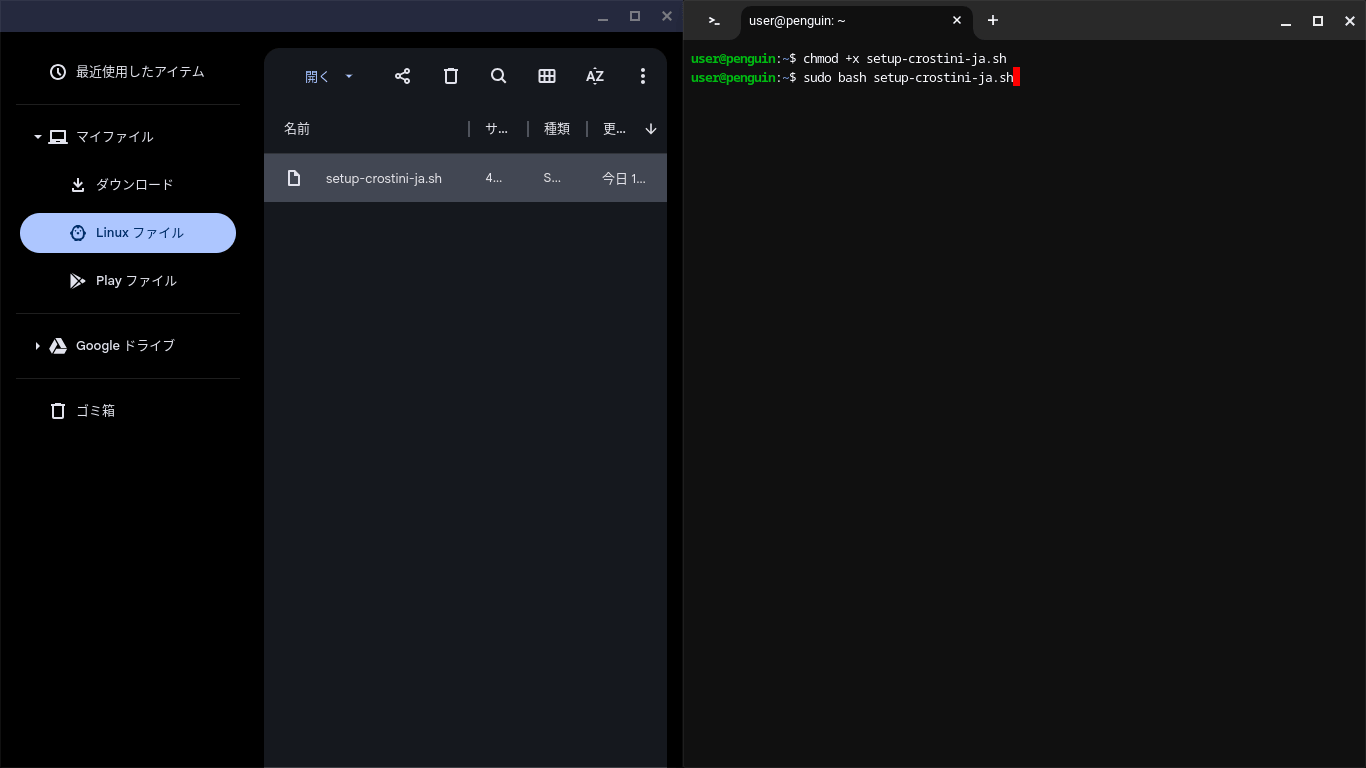 最近使用したアイテム
マイファイル
ダウンロード
Linux ファイル
Play ファイル
Google ドライブ
ゴミ箱
開く
AZ
名前 サ... 種類 更...
setup-crostini-ja.sh 4... S... 今日 1...
>_ user@penguin: ~
user@penguin:~$ chmod +x setup-crostini-ja.sh
user@penguin:~$ sudo bash setup-crostini-ja.sh